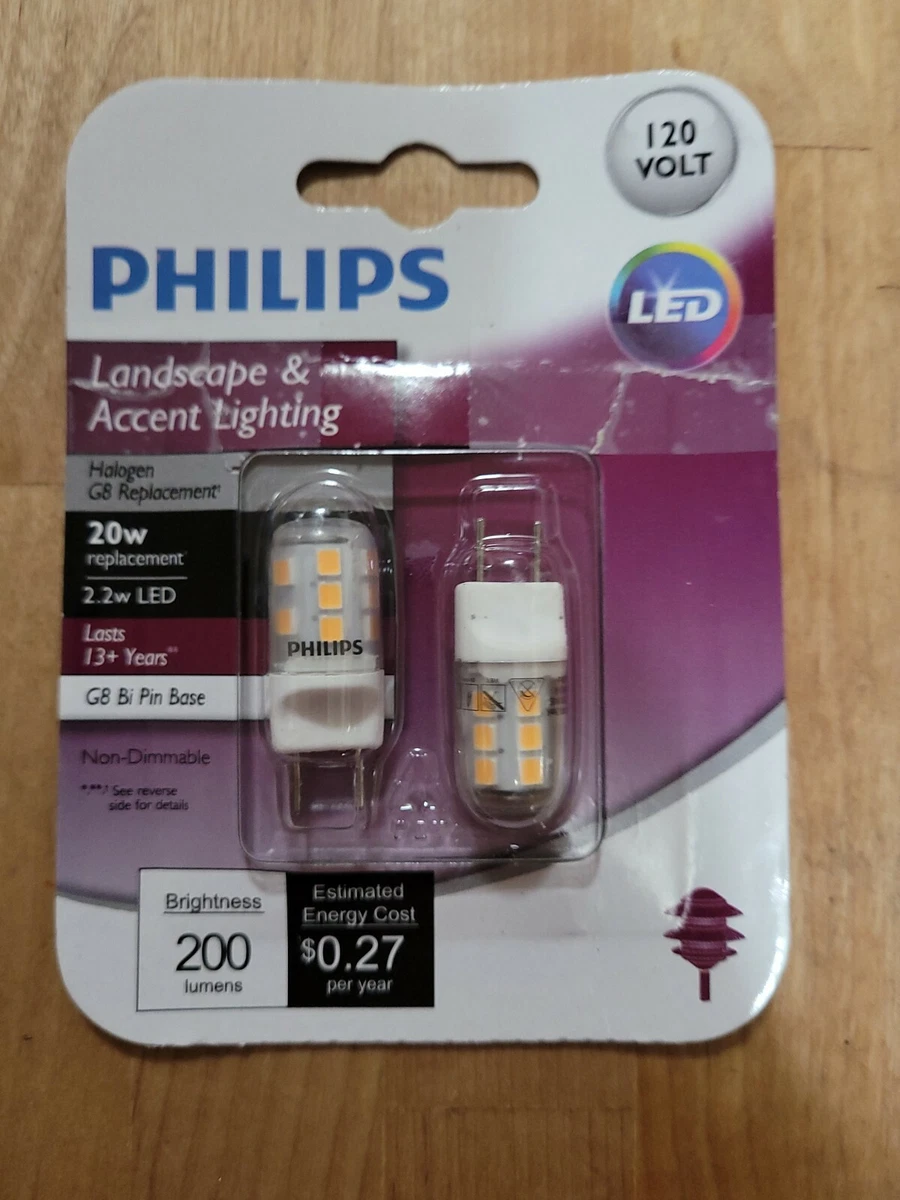 120
VOLT
PHILIPS
LED
Landscape &
Accent Lighting
Halogen
G8 Replacement†
20w
replacement*
2.2w LED
Lasts
13+ Years**
G8 Bi Pin Base
Non-Dimmable
*,**,† See reverse
side for details
PHILIPS
Brightness
200
lumens
Estimated
Energy Cost
$0.27
per year